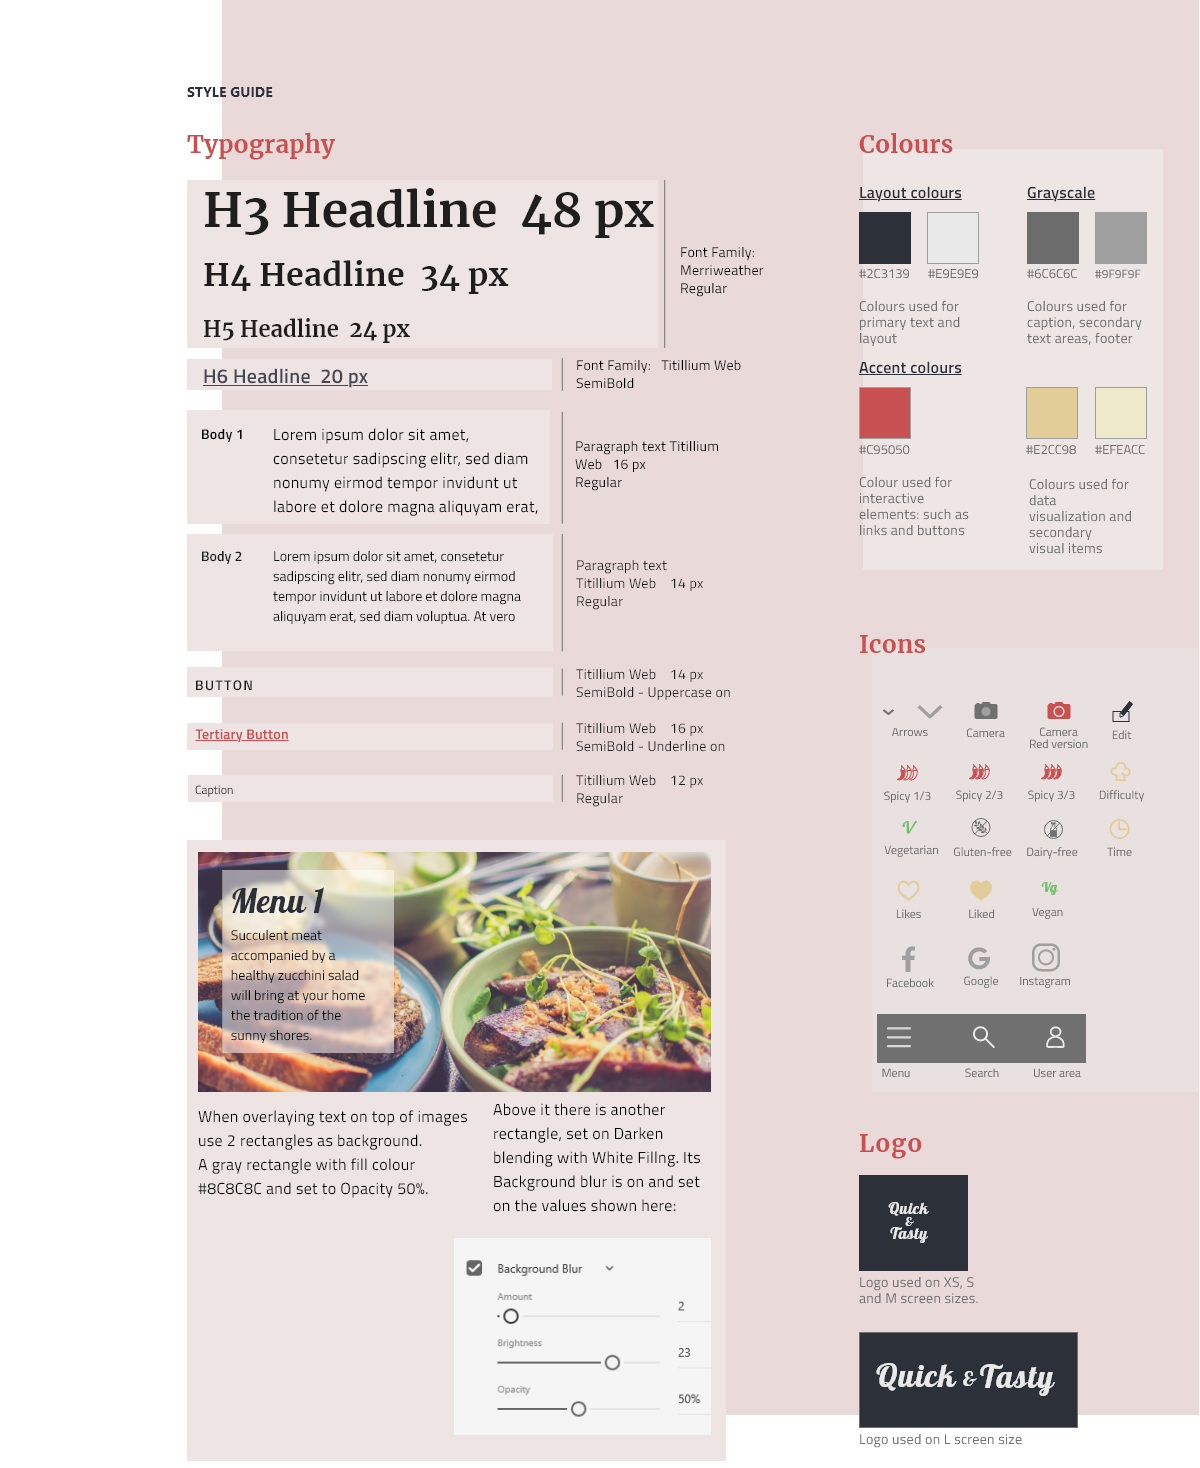 STYLE GUIDE
Typography
H3 Headline 48 px
H4 Headline 34 px
H5 Headline 24 px
Font Family:
Merriweather
Regular
H6 Headline 20 px
Font Family: Titillium Web
SemiBold
Body 1
Lorem ipsum dolor sit amet,
consetetur sadipscing elitr, sed diam
nonumy eirmod tempor invidunt ut
labore et dolore magna aliquyam erat,
Paragraph text Titillium
Web 16 px
Regular
Body 2
Lorem ipsum dolor sit amet, consetetur
sadipscing elitr, sed diam nonumy eirmod
tempor invidunt ut labore et dolore magna
aliquyam erat, sed diam voluptua. At vero
Paragraph text
Titillium Web 14 px
Regular
BUTTON
Titillium Web 14 px
SemiBold - Uppercase on
Tertiary Button
Titillium Web 16 px
SemiBold - Underline on
Caption
Titillium Web 12 px
Regular
Menu 1
Succulent meat
accompanied by a
healthy zucchini salad
will bring at your home
the tradition of the
sunny shores.
When overlaying text on top of images
use 2 rectangles as background.
A gray rectangle with fill colour
#8C8C8C and set to Opacity 50%.
Above it there is another
rectangle, set on Darken
blending with White Fillng. Its
Background blur is on and set
on the values shown here:
Background Blur
Amount
2
Brightness
23
Opacity
50%
Colours
Layout colours
#2C3139 #E9E9E9
Colours used for
primary text and
layout
Grayscale
#6C6C6C #9F9F9F
Colours used for
caption, secondary
text areas, footer
Accent colours
#C95050
Colour used for
interactive
elements: such as
links and buttons
#E2CC98 #EFEACC
Colours used for
data
visualization and
secondary
visual items
Icons
Arrows
Camera
Camera
Red version
Edit
Spicy 1/3
Spicy 2/3
Spicy 3/3
Difficulty
V
Vegetarian
Gluten-free
Dairy-free
Time
Vg
Likes
Liked
Vegan
f
G
Facebook
Google
Instagram
Menu
Search
User area
Logo
Quick
&
Tasty
Logo used on XS, S
and M screen sizes.
Quick & Tasty
Logo used on L screen size